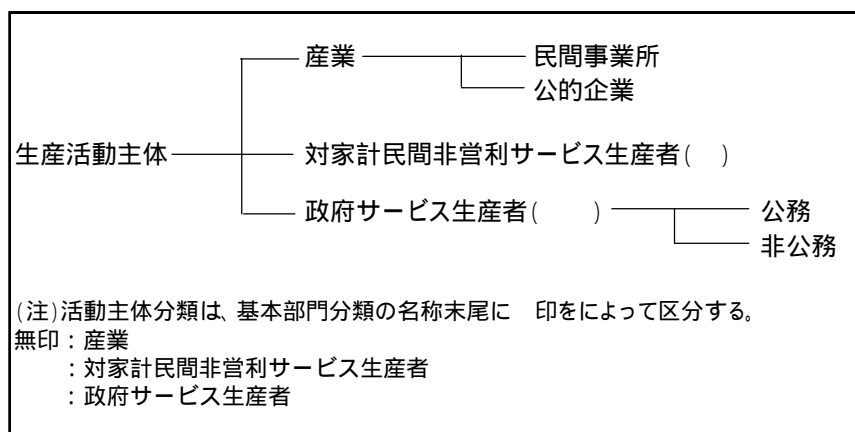 産業
民間事業所
公的企業
生産活動主体
対家計民間非営利サービス生産者(　)
政府サービス生産者(　　)
公務
非公務
(注)活動主体分類は、基本部門分類の名称末尾に　印をによって区分する。
無印：産業
　　：対家計民間非営利サービス生産者
　　：政府サービス生産者